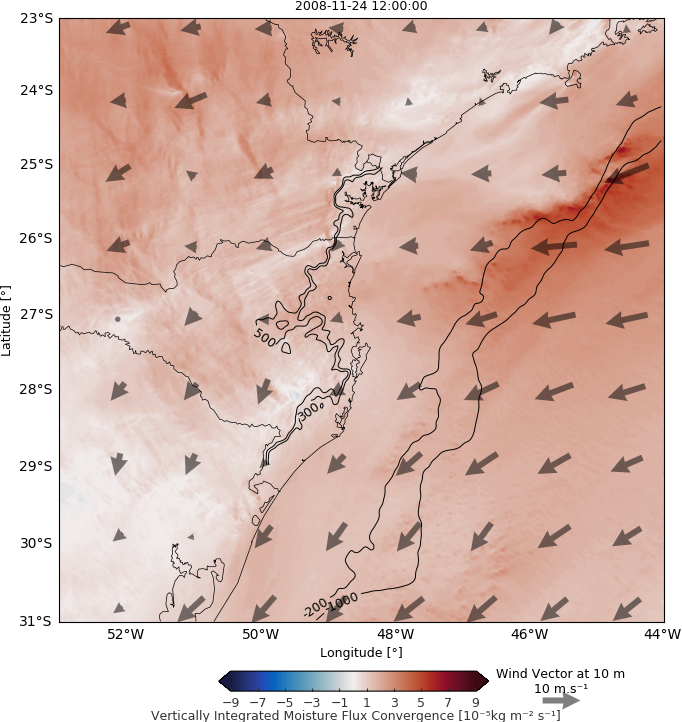 2008-11-24 12:00:00
23°S
24°S
25°S
26°S
27°S
28°S
29°S
30°S
31°S
Latitude [°]
500
300
-200
-1000
52°W 50°W 48°W 46°W 44°W
Longitude [°]
−9 −7 −5 −3 −1 1 3 5 7 9
Wind Vector at 10 m
10 m.s⁻¹
Vertically Integrated Moisture Flux Convergence [10⁻⁵kg m⁻² s⁻¹]